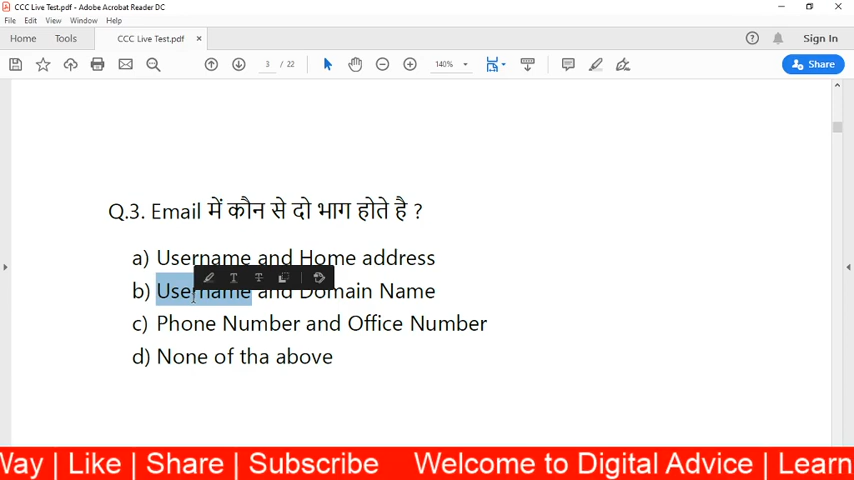 CCC Live Test.pdf - Adobe Acrobat Reader DC
File Edit View Window Help
Home Tools CCC Live Test.pdf × Sign In
3 / 22 140% Share
Q.3. Email में कौन से दो भाग होते है ?
a) Username and Home address
b) Username and Domain Name
c) Phone Number and Office Number
d) None of tha above
Way | Like | Share | Subscribe Welcome to Digital Advice | Learn